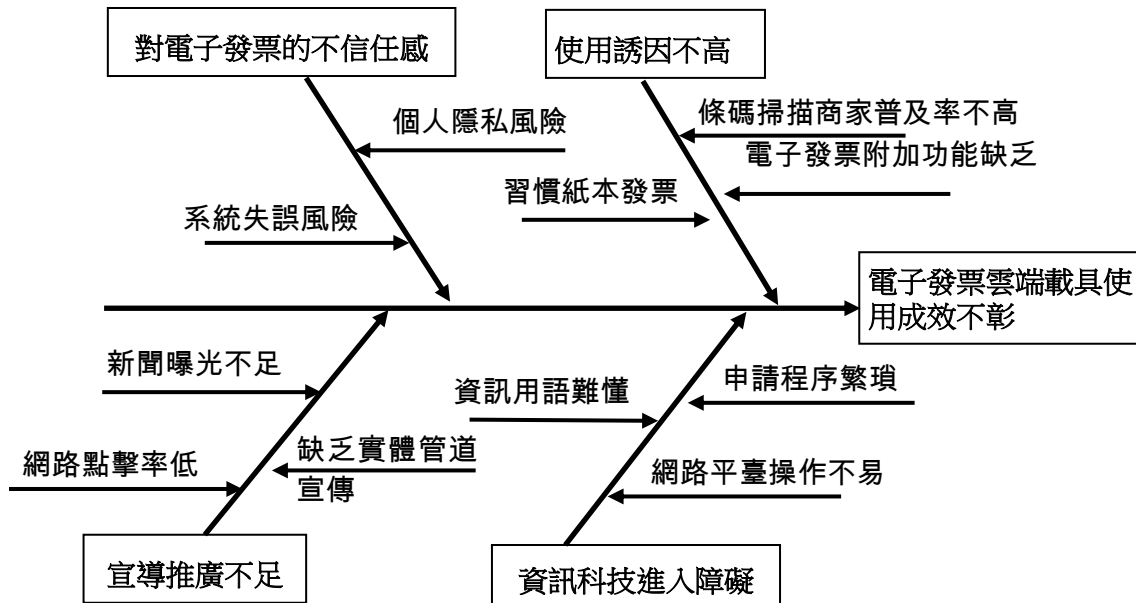 對電子發票的不信任感
使用誘因不高
個人隱私風險
條碼掃描商家普及率不高
電子發票附加功能缺乏
習慣紙本發票
系統失誤風險
電子發票雲端載具使
用成效不彰
新聞曝光不足
資訊用語難懂
申請程序繁瑣
網路點擊率低
缺乏實體管道
宣傳
網路平臺操作不易
宣導推廣不足
資訊科技進入障礙